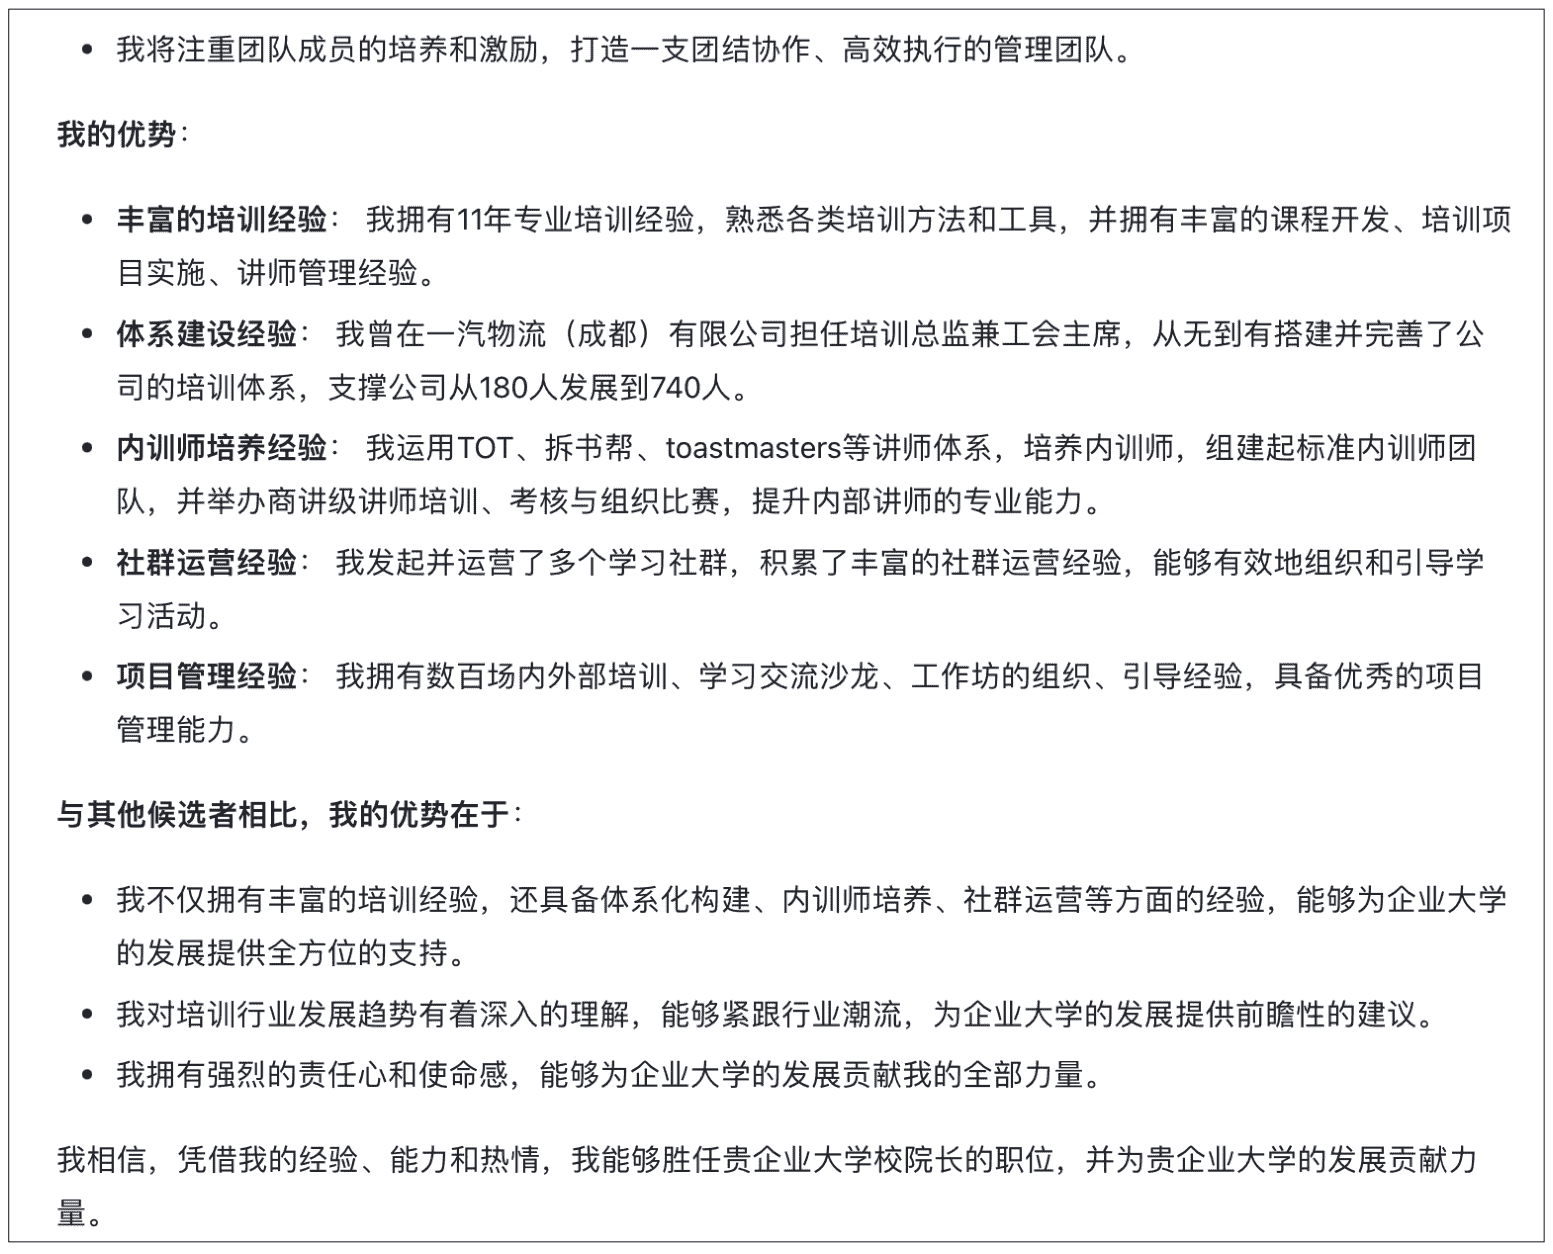 • 我将注重团队成员的培养和激励，打造一支团结协作、高效执行的管理团队。
我的优势：
• 丰富的培训经验： 我拥有11年专业培训经验，熟悉各类培训方法和工具，并拥有丰富的课程开发、培训项
目实施、讲师管理经验。
• 体系建设经验： 我曾在一汽物流（成都）有限公司担任培训总监兼工会主席，从无到有搭建并完善了公
司的培训体系，支撑公司从180人发展到740人。
• 内训师培养经验： 我运用TOT、拆书帮、toastmasters等讲师体系，培养内训师，组建起标准内训师团
队，并举办商讲级讲师培训、考核与组织比赛，提升内部讲师的专业能力。
• 社群运营经验： 我发起并运营了多个学习社群，积累了丰富的社群运营经验，能够有效地组织和引导学
习活动。
• 项目管理经验： 我拥有数百场内外部培训、学习交流沙龙、工作坊的组织、引导经验，具备优秀的项目
管理能力。
与其他候选者相比，我的优势在于：
• 我不仅拥有丰富的培训经验，还具备体系化构建、内训师培养、社群运营等方面的经验，能够为企业大学
的发展提供全方位的支持。
• 我对培训行业发展趋势有着深入的理解，能够紧跟行业潮流，为企业大学的发展提供前瞻性的建议。
• 我拥有强烈的责任心和使命感，能够为企业大学的发展贡献我的全部力量。
我相信，凭借我的经验、能力和热情，我能够胜任贵企业大学校院长的职位，并为贵企业大学的发展贡献力
量。